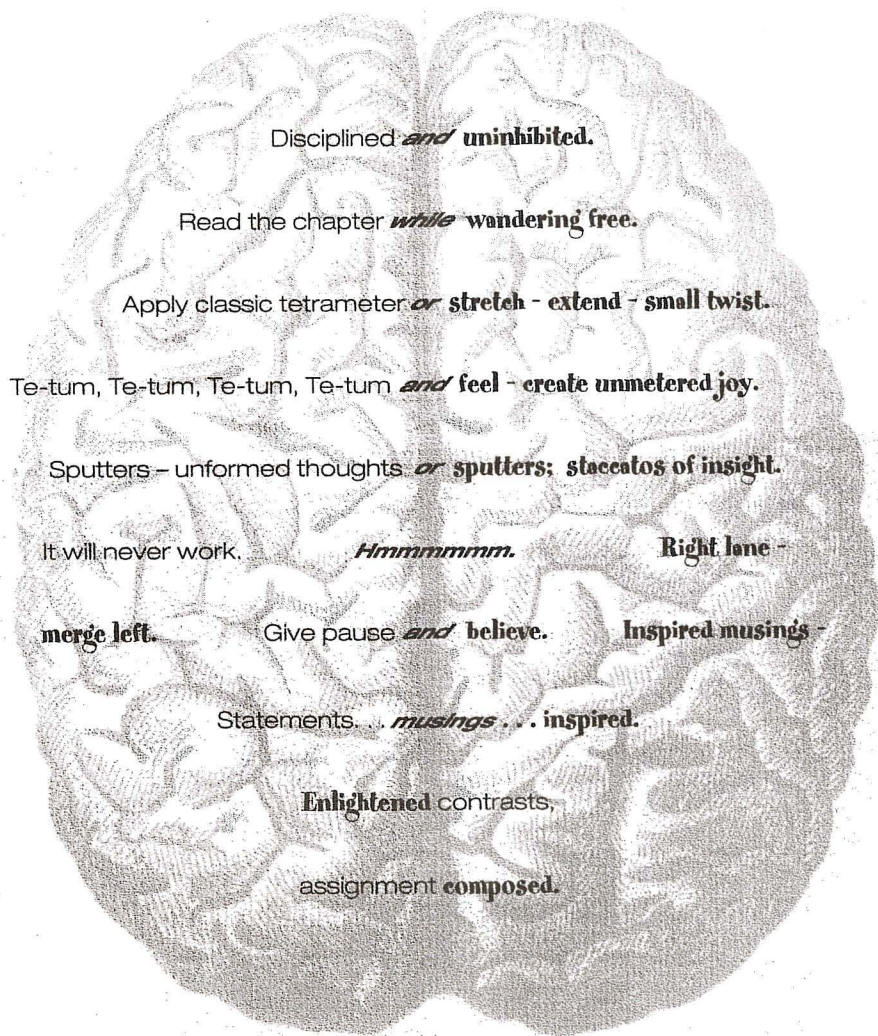 Disciplined and uninhibited.
Read the chapter while wandering free.
Apply classic tetrameter or stretch - extend - small twist.
Te-tum, Te-tum, Te-tum, Te-tum and feel - create unmetered joy.
Sputters – unformed thoughts or sputters; staccatos of insight.
It will never work. Hmmmmmm. Right lane -
merge left. Give pause and believe. Inspired musings -
Statements. . . musings . . . inspired.
Enlightened contrasts,
assignment composed.